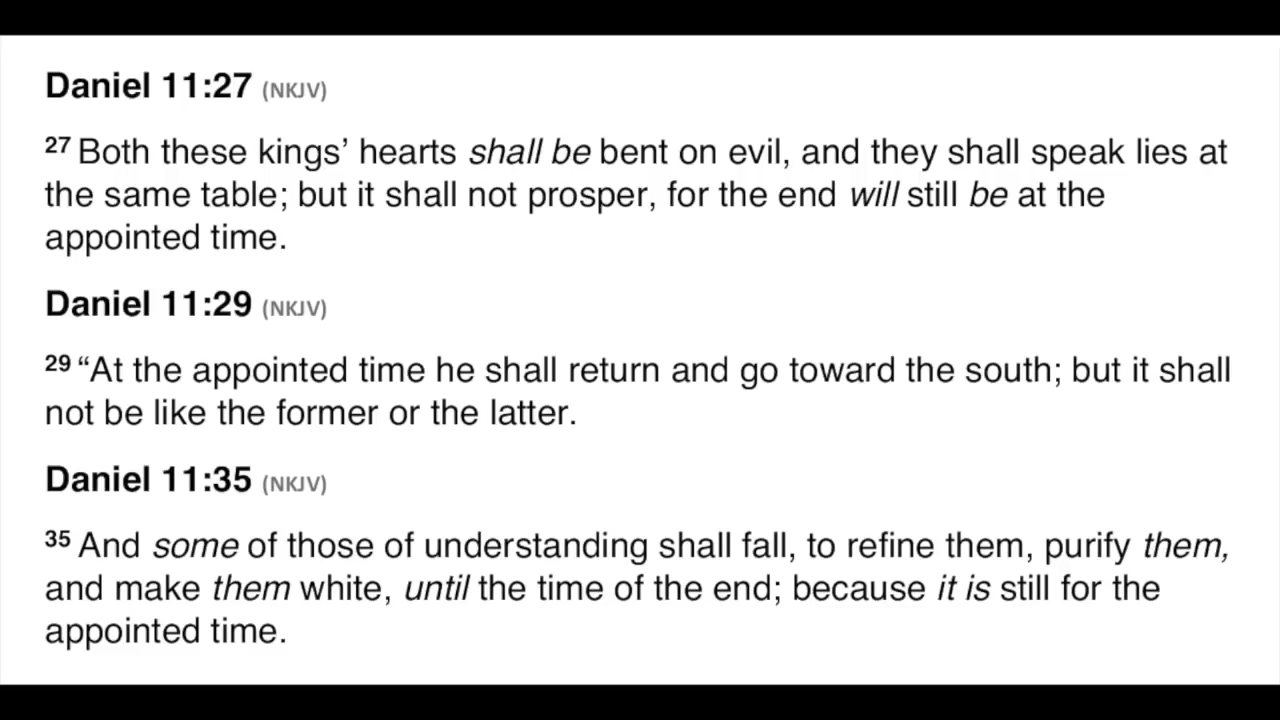 Daniel 11:27 (NKJV)
27 Both these kings’ hearts shall be bent on evil, and they shall speak lies at
the same table; but it shall not prosper, for the end will still be at the
appointed time.
Daniel 11:29 (NKJV)
29 “At the appointed time he shall return and go toward the south; but it shall
not be like the former or the latter.
Daniel 11:35 (NKJV)
35 And some of those of understanding shall fall, to refine them, purify them,
and make them white, until the time of the end; because it is still for the
appointed time.